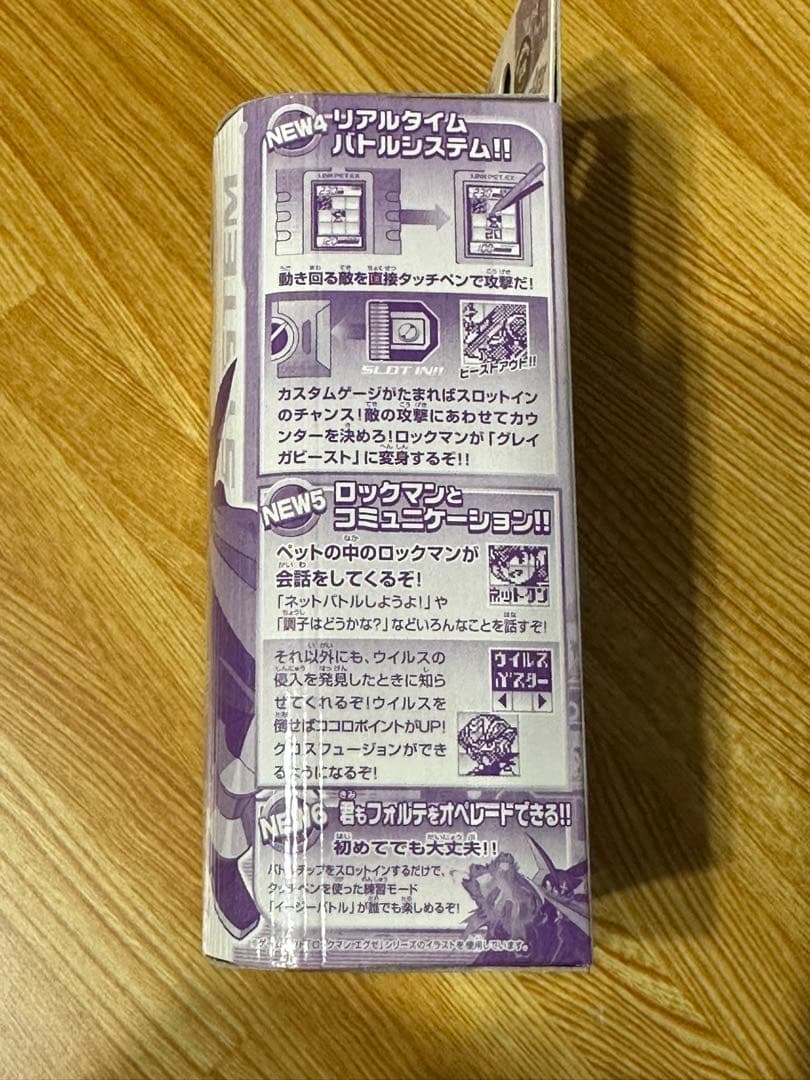 NEW4 リアルタイム
バトルシステム!!
LINK PET.EX
LINK PET.EX
230
120
230
20
100
動き回る敵を直接タッチペンで攻撃だ!
SLOT IN!!
ビーストアウト!!
カスタムゲージがたまればスロットイン
のチャンス!敵の攻撃にあわせてカウ
ンターを決めろ!ロックマンが「グレイ
ガビースト」に変身するぞ!!
NEW5 ロックマンと
コミュニケーション!!
ペットの中のロックマンが
会話をしてくるぞ!
ネットクン
「ネットバトルしようよ!」や
「調子はどうかな?」などいろんなことを話すぞ!
それ以外にも、ウイルスの
侵入を発見したときに知ら
せてくれるぞ!ウイルスを
倒せばココロポイントがUP!
クロスフュージョンができ
るようになるぞ!
ウイルス
バスター
NEW6 君もフォルテをオペレートできる!!
初めてでも大丈夫!!
バトルチップをスロットインするだけで、
タッチペンを使った練習モード
「イージーバトル」が誰でも楽しめるぞ!
※ゲームソフト「ロックマン エグゼ」シリーズのイラストを使用しています。